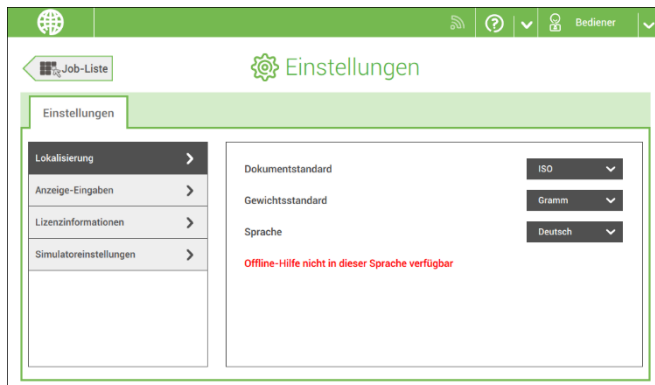 Bediener
Job-Liste
Einstellungen
Einstellungen
Lokalisierung
Anzeige-Eingaben
Lizenzinformationen
Simulatoreinstellungen
Dokumentstandard ISO
Gewichtsstandard Gramm
Sprache Deutsch
Offline-Hilfe nicht in dieser Sprache verfügbar